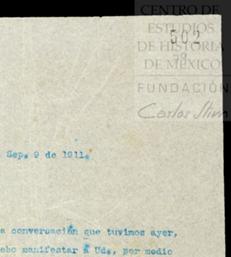 CENTRO DE
ESTUDIOS
502
DE HISTORIA
DE MÉXICO
FUNDACIÓN
Carlos Slim
Sep. 9 de 1911.
a conversación que tuvimos ayer,
ebo manifestar á Uds, por medio